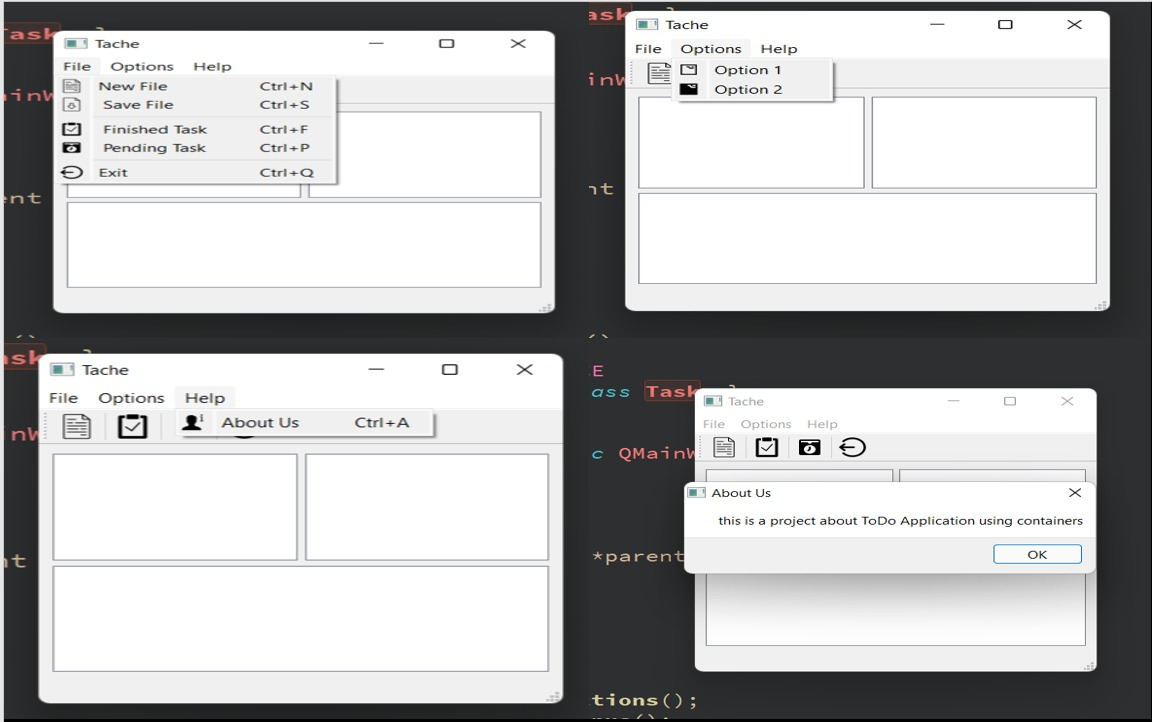 Task
Tache
File Options Help
New File Ctrl+N
Save File Ctrl+S
Finished Task Ctrl+F
Pending Task Ctrl+P
Exit Ctrl+Q
ent
()
ask
Tache
File Options Help
Option 1
Option 2
inW
nt
()
ask
Tache
File Options Help
About Us Ctrl+A
nW
nt
E
ass Task
Tache
File Options Help
c QMainW
About Us
this is a project about ToDo Application using containers
*parent
OK
tions();